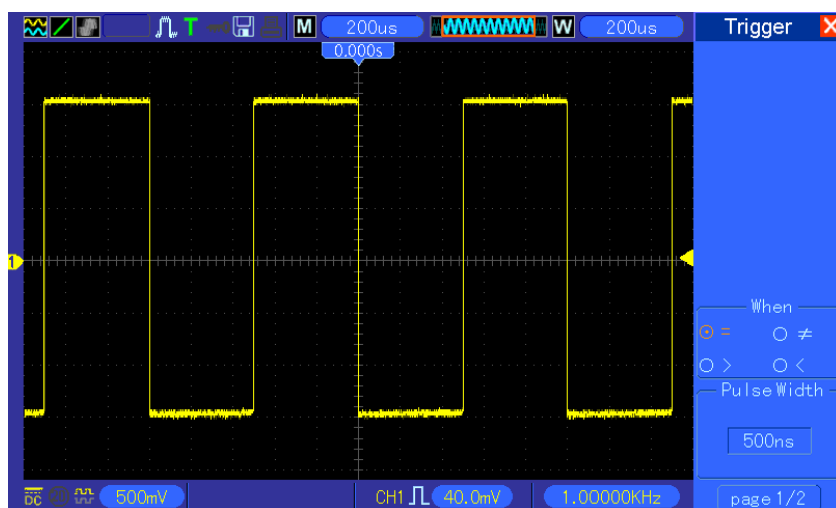 T M 200us W 200us Trigger X
0.000s
1
When
= ≠
> <
Pulse Width
500ns
DC 500mV CH1 40.0mV 1.00000KHz page 1/2